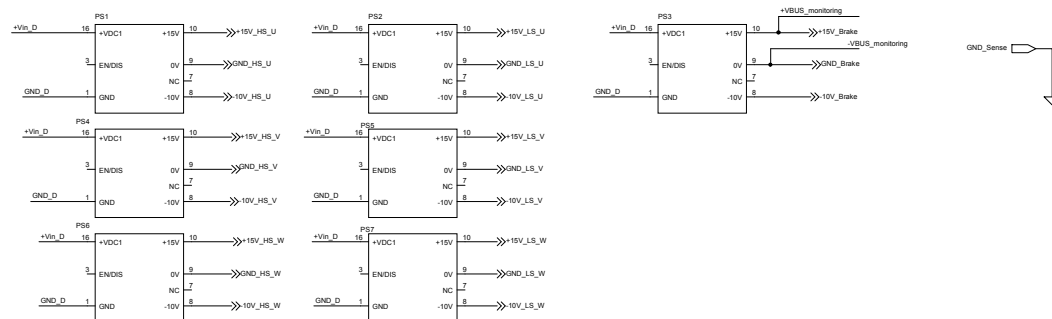 PS1
+Vin_D 16 +VDC1 +15V 10 +15V_HS_U
3 EN/DIS 0V 9 GND_HS_U
NC 7
GND_D 1 GND -10V 8 -10V_HS_U
PS2
+Vin_D 16 +VDC1 +15V 10 +15V_LS_U
3 EN/DIS 0V 9 GND_LS_U
NC 7
GND_D 1 GND -10V 8 -10V_LS_U
PS3
+VBUS_monitoring
+Vin_D 16 +VDC1 +15V 10 +15V_Brake
-VBUS_monitoring
3 EN/DIS 0V 9 GND_Brake
NC 7
GND_D 1 GND -10V 8 -10V_Brake
GND_Sense
PS4
+Vin_D 16 +VDC1 +15V 10 +15V_HS_V
3 EN/DIS 0V 9 GND_HS_V
NC 7
GND_D 1 GND -10V 8 -10V_HS_V
PS5
+Vin_D 16 +VDC1 +15V 10 +15V_LS_V
3 EN/DIS 0V 9 GND_LS_V
NC 7
GND_D 1 GND -10V 8 -10V_LS_V
PS6
+Vin_D 16 +VDC1 +15V 10 +15V_HS_W
3 EN/DIS 0V 9 GND_HS_W
NC 7
GND_D 1 GND -10V 8 -10V_HS_W
PS7
+Vin_D 16 +VDC1 +15V 10 +15V_LS_W
3 EN/DIS 0V 9 GND_LS_W
NC 7
GND_D 1 GND -10V 8 -10V_LS_W